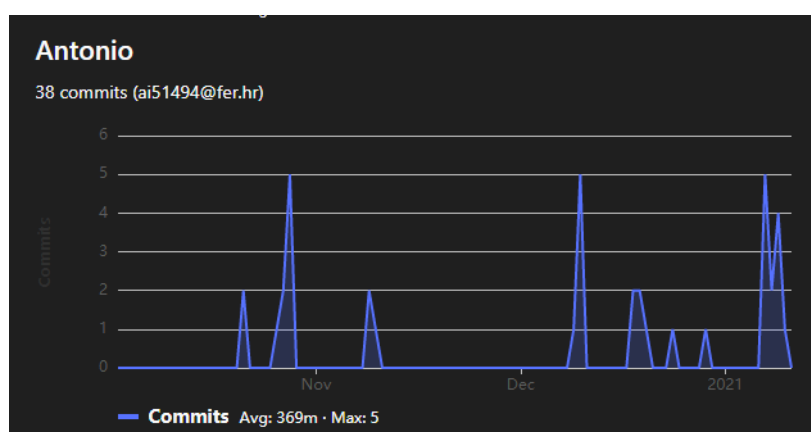 Antonio
38 commits (ai51494@fer.hr)
6
5
4
3
2
1
0
Commits
Nov Dec 2021
Commits Avg: 369m · Max: 5